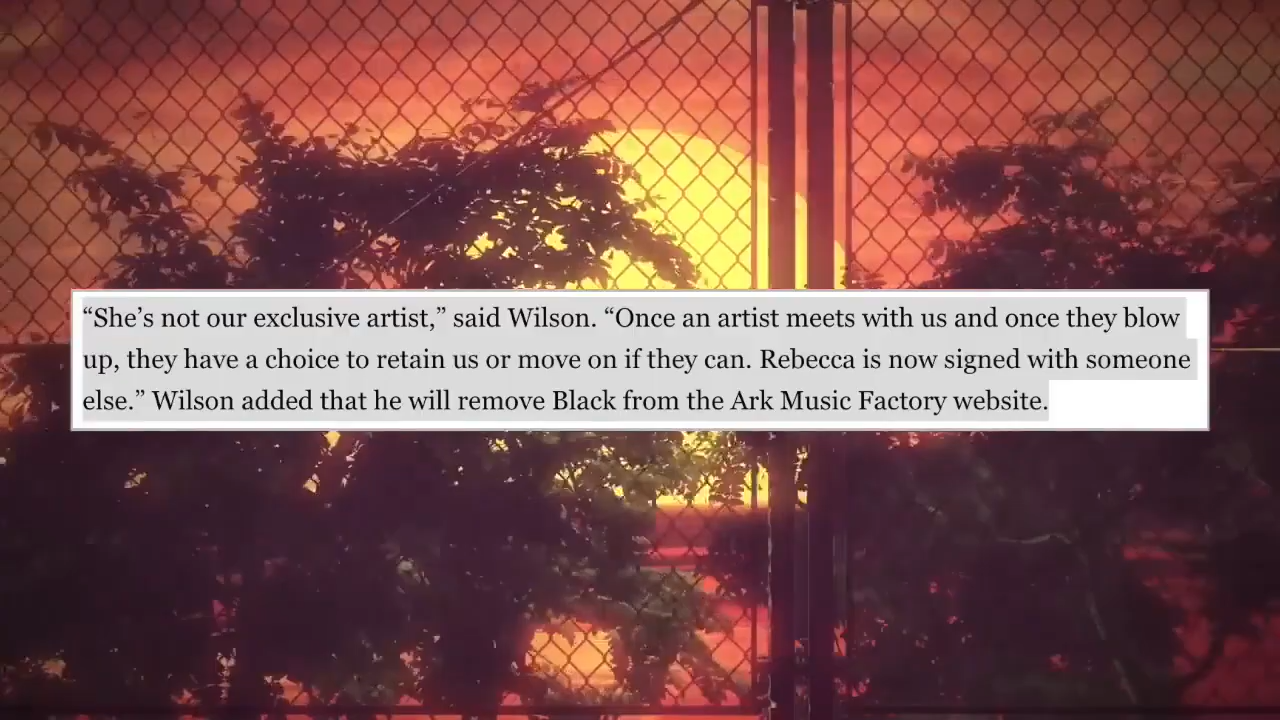 “She’s not our exclusive artist,” said Wilson. “Once an artist meets with us and once they blow
up, they have a choice to retain us or move on if they can. Rebecca is now signed with someone
else.” Wilson added that he will remove Black from the Ark Music Factory website.